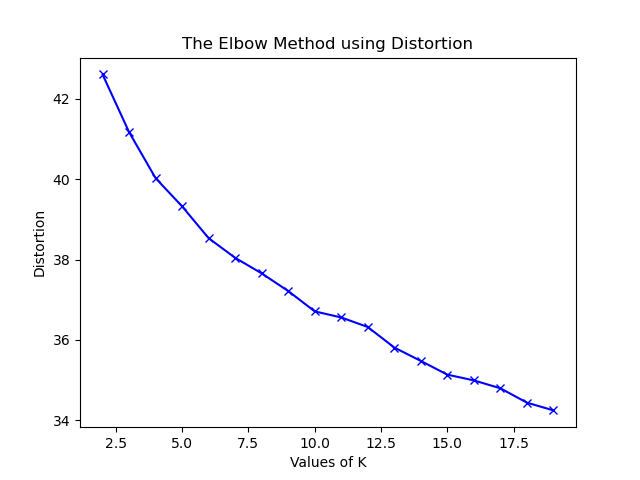 The Elbow Method using Distortion
42
40
38
36
34
Distortion
2.5 5.0 7.5 10.0 12.5 15.0 17.5
Values of K